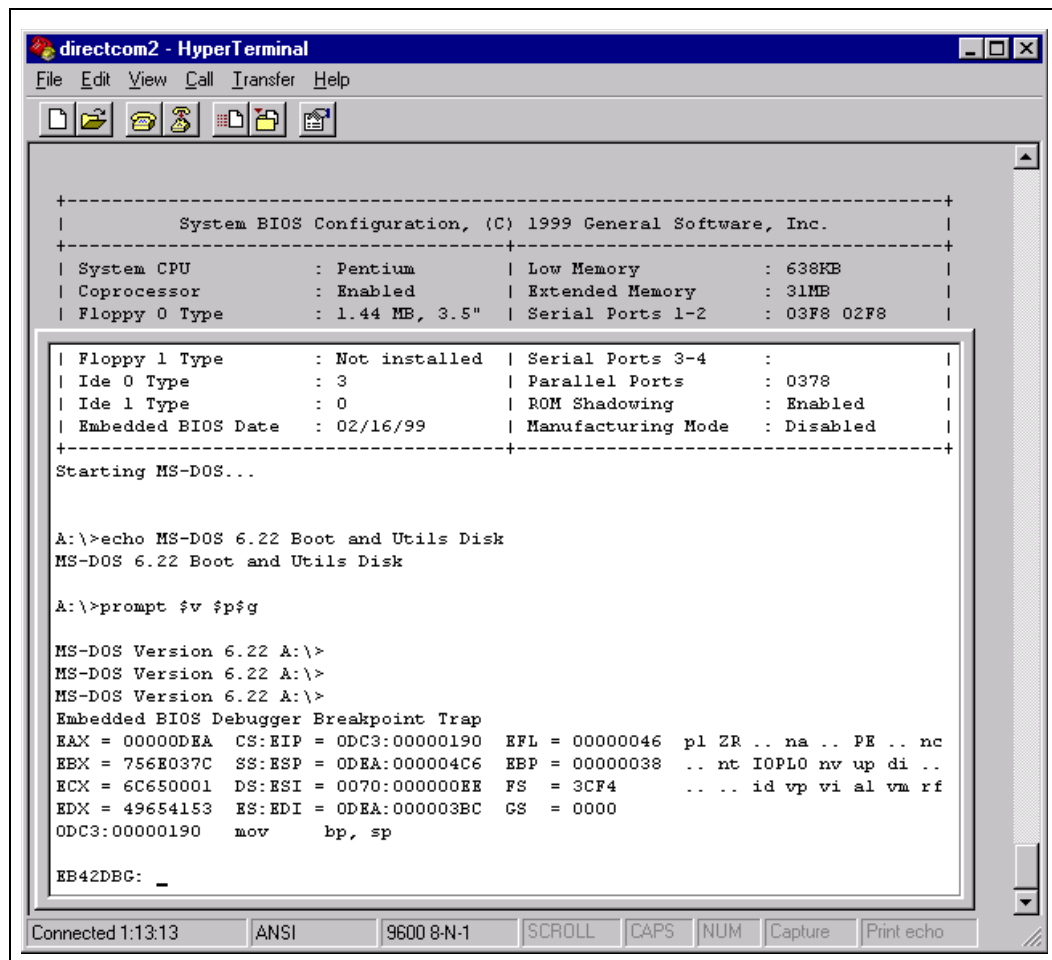 directcom2 - HyperTerminal
File Edit View Call Transfer Help
+------------------------------------------------------------------------------+
| System BIOS Configuration, (C) 1999 General Software, Inc. |
+---------------------------------------+--------------------------------------+
| System CPU : Pentium | Low Memory : 638KB |
| Coprocessor : Enabled | Extended Memory : 31MB |
| Floppy 0 Type : 1.44 MB, 3.5" | Serial Ports 1-2 : 03F8 02F8 |
| Floppy 1 Type : Not installed | Serial Ports 3-4 : |
| Ide 0 Type : 3 | Parallel Ports : 0378 |
| Ide 1 Type : 0 | ROM Shadowing : Enabled |
| Embedded BIOS Date : 02/16/99 | Manufacturing Mode : Disabled |
+---------------------------------------+--------------------------------------+
Starting MS-DOS...
A:\>echo MS-DOS 6.22 Boot and Utils Disk
MS-DOS 6.22 Boot and Utils Disk
A:\>prompt $v $p$g
MS-DOS Version 6.22 A:\>
MS-DOS Version 6.22 A:\>
MS-DOS Version 6.22 A:\>
Embedded BIOS Debugger Breakpoint Trap
EAX = 00000DEA CS:EIP = 0DC3:00000190 EFL = 00000046 pl ZR .. na .. PE .. nc
EBX = 756E037C SS:ESP = 0DEA:000004C6 EBP = 00000038 .. nt IOPL0 nv up di ..
ECX = 6C650001 DS:ESI = 0070:000000EE FS = 3CF4 .. .. id vp vi al vm rf
EDX = 49654153 ES:EDI = 0DEA:000003BC GS = 0000
0DC3:00000190 mov bp, sp
EB42DBG: _
Connected 1:13:13 ANSI 9600 8-N-1 SCROLL CAPS NUM Capture Print echo